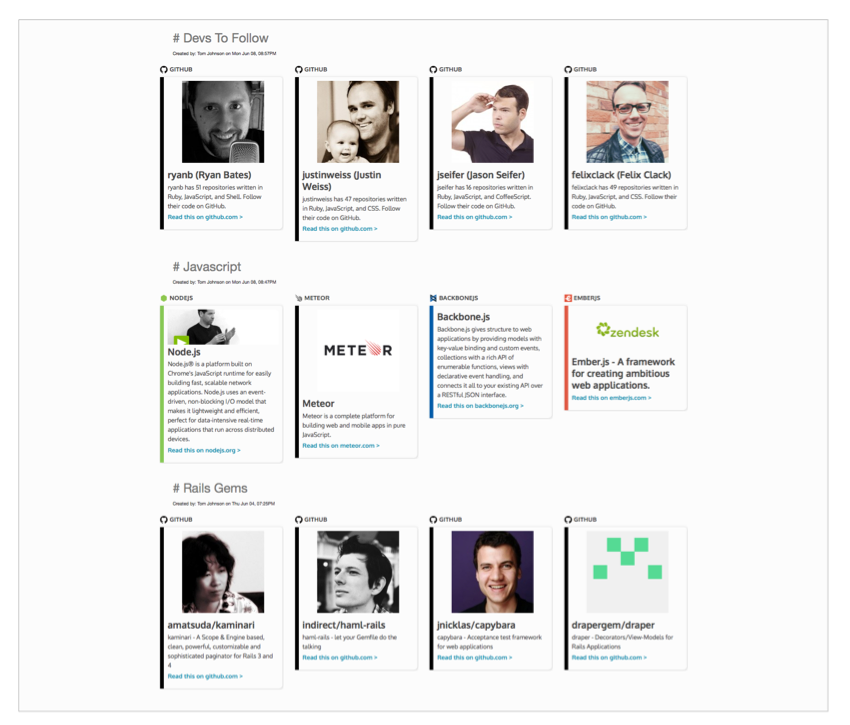 # Devs To Follow
Created by: Tom Johnson on Mon Jun 08, 08:57PM
GITHUB
ryanb (Ryan Bates)
ryanb has 51 repositories written in
Ruby, JavaScript, and Shell. Follow
their code on GitHub.
Read this on github.com >
GITHUB
justinweiss (Justin
Weiss)
justinweiss has 47 repositories written
in Ruby, JavaScript, and CSS. Follow
their code on GitHub.
Read this on github.com >
GITHUB
jseifer (Jason Seifer)
jseifer has 16 repositories written in
Ruby, JavaScript, and CoffeeScript.
Follow their code on GitHub.
Read this on github.com >
GITHUB
felixclack (Felix Clack)
felixclack has 49 repositories written in
Ruby, JavaScript, and CSS. Follow
their code on GitHub.
Read this on github.com >
# Javascript
Created by: Tom Johnson on Mon Jun 08, 08:47PM
NODEJS
Node.js
Node.js® is a platform built on
Chrome's JavaScript runtime for easily
building fast, scalable network
applications. Node.js uses an event-
driven, non-blocking I/O model that
makes it lightweight and efficient,
perfect for data-intensive real-time
applications that run across distributed
devices.
Read this on nodejs.org >
METEOR
METEOR
Meteor
Meteor is a complete platform for
building web and mobile apps in pure
JavaScript.
Read this on meteor.com >
BACKBONEJS
Backbone.js
Backbone.js gives structure to web
applications by providing models with
key-value binding and custom events,
collections with a rich API of
enumerable functions, views with
declarative event handling, and
connects it all to your existing API over
a RESTful JSON interface.
Read this on backbonejs.org >
EMBERJS
zendesk
Ember.js - A framework
for creating ambitious
web applications.
Read this on emberjs.com >
# Rails Gems
Created by: Tom Johnson on Thu Jun 04, 07:25PM
GITHUB
amatsuda/kaminari
kaminari - A Scope & Engine based,
clean, powerful, customizable and
sophisticated paginator for Rails 3 and
4
Read this on github.com >
GITHUB
indirect/haml-rails
haml-rails - let your Gemfile do the
talking
Read this on github.com >
GITHUB
jnicklas/capybara
capybara - Acceptance test framework
for web applications
Read this on github.com >
GITHUB
drapergem/draper
draper - Decorators/View-Models for
Rails Applications
Read this on github.com >